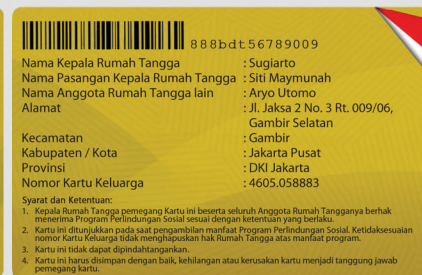 888bdt56789009
Nama Kepala Rumah Tangga : Sugiarto
Nama Pasangan Kepala Rumah Tangga : Siti Maymunah
Nama Anggota Rumah Tangga lain : Aryo Utomo
Alamat : Jl. Jaksa 2 No. 3 Rt. 009/06,
Gambir Selatan
Kecamatan : Gambir
Kabupaten / Kota : Jakarta Pusat
Provinsi : DKI Jakarta
Nomor Kartu Keluarga : 4605.058883
Syarat dan Ketentuan:
1. Kepala Rumah Tangga pemegang Kartu ini beserta seluruh Anggota Rumah Tangganya berhak
menerima Program Perlindungan Sosial sesuai dengan ketentuan yang berlaku.
2. Kartu ini ditunjukkan pada saat pengambilan manfaat Program Perlindungan Sosial. Ketidaksuaian
nomor Kartu Keluarga tidak menghapuskan hak Rumah Tangga atas manfaat program.
3. Kartu ini tidak dapat dipindahtangankan.
4. Kartu ini harus disimpan dengan baik, kehilangan atau kerusakan kartu menjadi tanggung jawab
pemegang kartu.